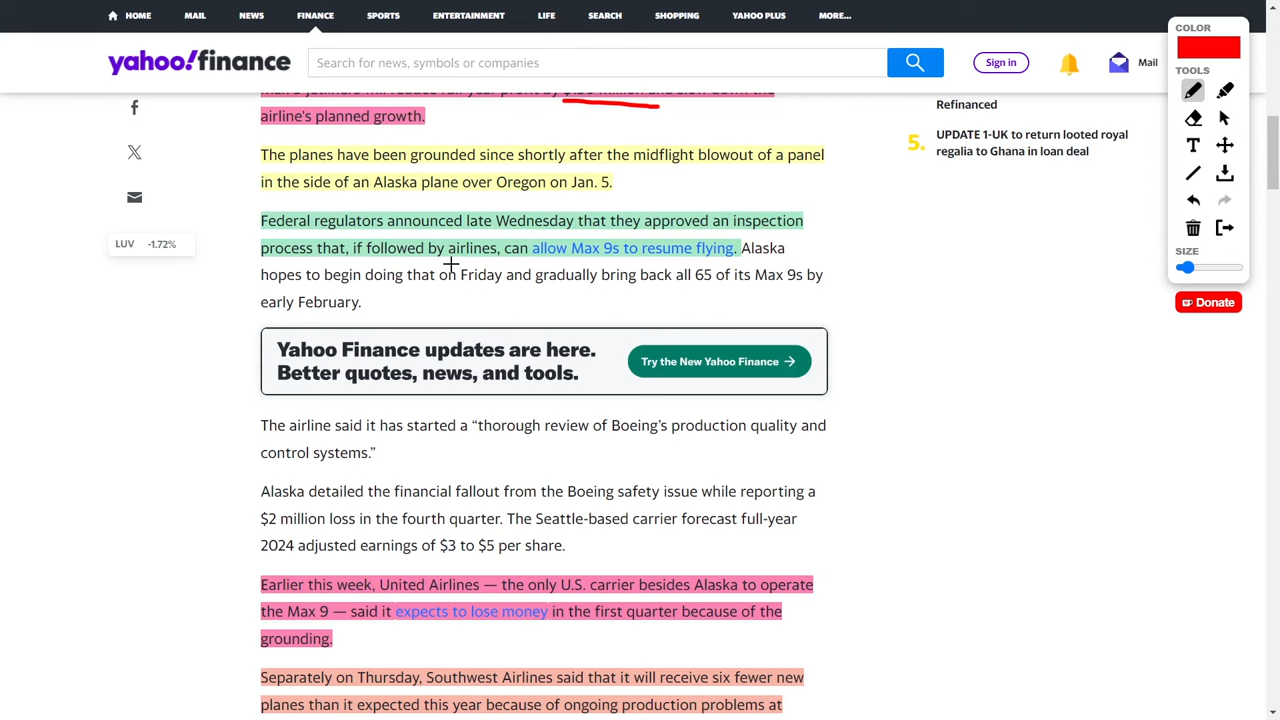 HOME MAIL NEWS FINANCE SPORTS ENTERTAINMENT LIFE SEARCH SHOPPING YAHOO PLUS MORE...
yahoo!finance
Search for news, symbols or companies
Sign in
Mail
airline's planned growth.
The planes have been grounded since shortly after the midflight blowout of a panel
in the side of an Alaska plane over Oregon on Jan. 5.
Federal regulators announced late Wednesday that they approved an inspection
process that, if followed by airlines, can allow Max 9s to resume flying. Alaska
hopes to begin doing that on Friday and gradually bring back all 65 of its Max 9s by
early February.
Yahoo Finance updates are here.
Better quotes, news, and tools.
Try the New Yahoo Finance
The airline said it has started a “thorough review of Boeing’s production quality and
control systems.”
Alaska detailed the financial fallout from the Boeing safety issue while reporting a
$2 million loss in the fourth quarter. The Seattle-based carrier forecast full-year
2024 adjusted earnings of $3 to $5 per share.
Earlier this week, United Airlines — the only U.S. carrier besides Alaska to operate
the Max 9 — said it expects to lose money in the first quarter because of the
grounding.
Separately on Thursday, Southwest Airlines said that it will receive six fewer new
planes than it expected this year because of ongoing production problems at
LUV -1.72%
Refinanced
5. UPDATE 1-UK to return looted royal
regalia to Ghana in loan deal
COLOR
TOOLS
T
SIZE
Donate